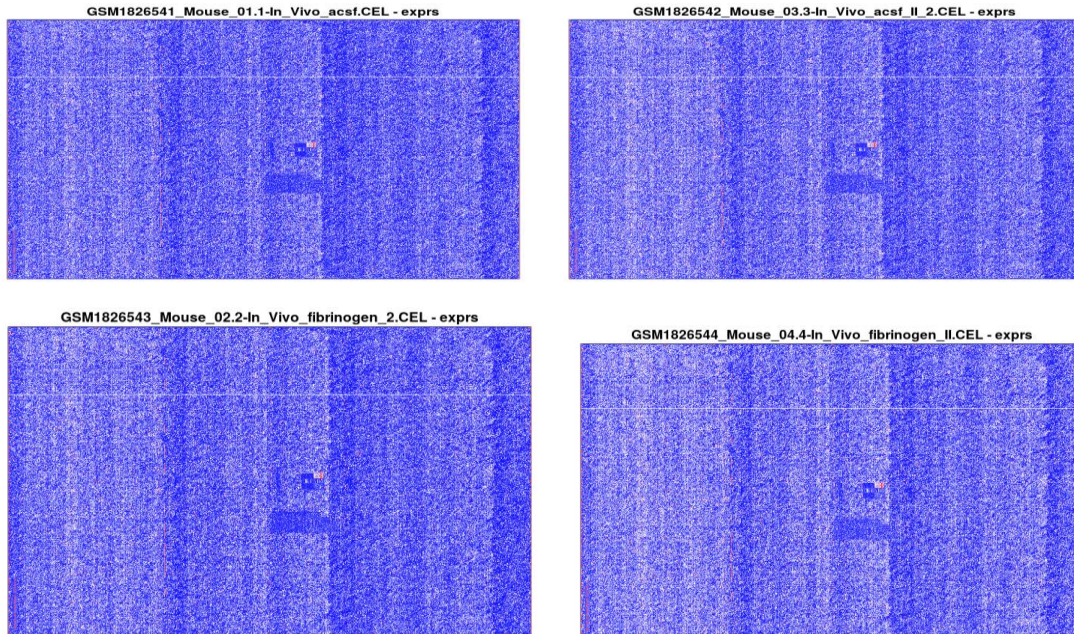 GSM1826541_Mouse_01.1-In_Vivo_acsf.CEL - exprs
GSM1826542_Mouse_03.3-In_Vivo_acsf_II_2.CEL - exprs
GSM1826543_Mouse_02.2-In_Vivo_fibrinogen_2.CEL - exprs
GSM1826544_Mouse_04.4-In_Vivo_fibrinogen_II.CEL - exprs